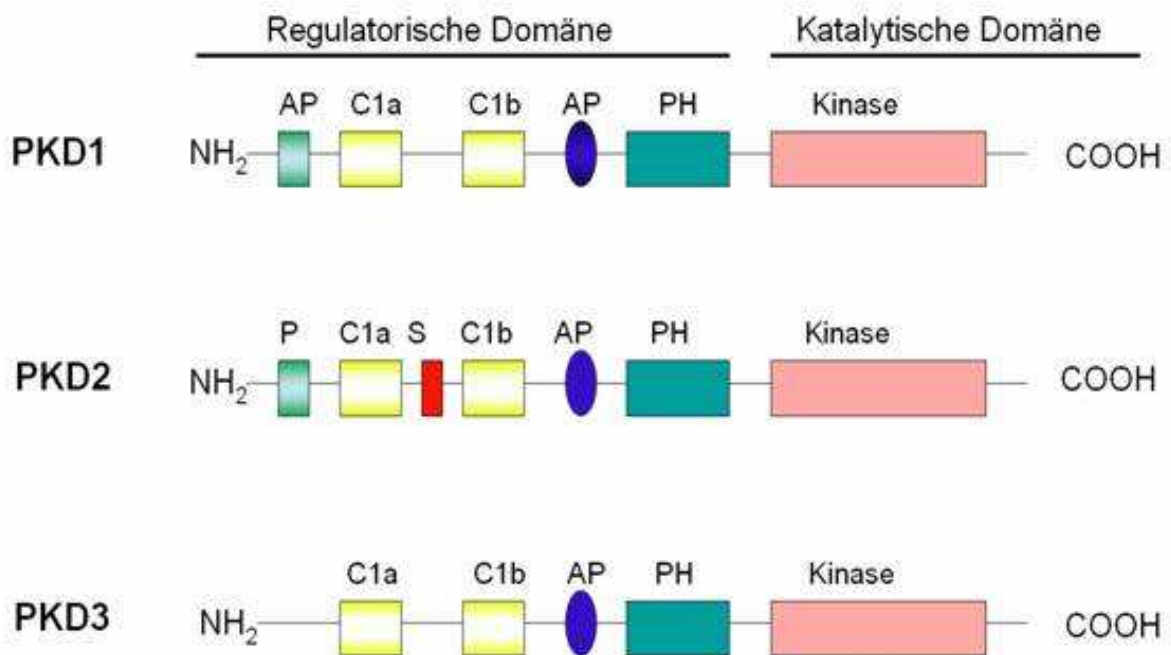 Regulatorische Domäne Katalytische Domäne
AP C1a C1b AP PH Kinase
PKD1 NH₂ COOH
P C1a S C1b AP PH Kinase
PKD2 NH₂ COOH
C1a C1b AP PH Kinase
PKD3 NH₂ COOH